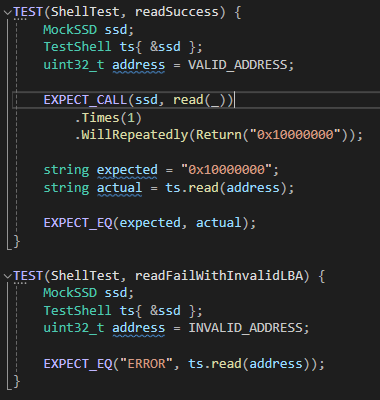 TEST(ShellTest, readSuccess) {
    MockSSD ssd;
    TestShell ts{ &ssd };
    uint32_t address = VALID_ADDRESS;

    EXPECT_CALL(ssd, read(_))
        .Times(1)
        .WillRepeatedly(Return("0x10000000"));

    string expected = "0x10000000";
    string actual = ts.read(address);

    EXPECT_EQ(expected, actual);
}

TEST(ShellTest, readFailWithInvalidLBA) {
    MockSSD ssd;
    TestShell ts{ &ssd };
    uint32_t address = INVALID_ADDRESS;

    EXPECT_EQ("ERROR", ts.read(address));
}